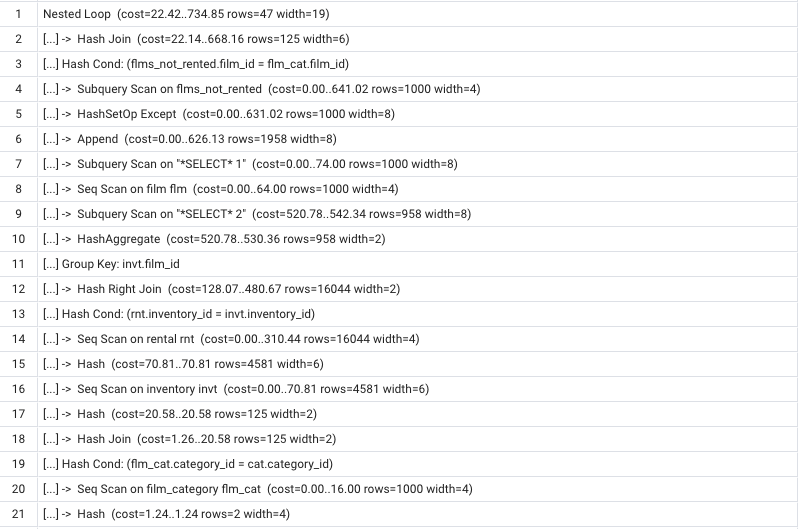 1 Nested Loop (cost=22.42..734.85 rows=47 width=19)
2 [...] -> Hash Join (cost=22.14..668.16 rows=125 width=6)
3 [...] Hash Cond: (flms_not_rented.film_id = flm_cat.film_id)
4 [...] -> Subquery Scan on flms_not_rented (cost=0.00..641.02 rows=1000 width=4)
5 [...] -> HashSetOp Except (cost=0.00..631.02 rows=1000 width=8)
6 [...] -> Append (cost=0.00..626.13 rows=1958 width=8)
7 [...] -> Subquery Scan on "*SELECT* 1" (cost=0.00..74.00 rows=1000 width=8)
8 [...] -> Seq Scan on film flm (cost=0.00..64.00 rows=1000 width=4)
9 [...] -> Subquery Scan on "*SELECT* 2" (cost=520.78..542.34 rows=958 width=8)
10 [...] -> HashAggregate (cost=520.78..530.36 rows=958 width=2)
11 [...] Group Key: invt.film_id
12 [...] -> Hash Right Join (cost=128.07..480.67 rows=16044 width=2)
13 [...] Hash Cond: (rnt.inventory_id = invt.inventory_id)
14 [...] -> Seq Scan on rental rnt (cost=0.00..310.44 rows=16044 width=4)
15 [...] -> Hash (cost=70.81..70.81 rows=4581 width=6)
16 [...] -> Seq Scan on inventory invt (cost=0.00..70.81 rows=4581 width=6)
17 [...] -> Hash (cost=20.58..20.58 rows=125 width=2)
18 [...] -> Hash Join (cost=1.26..20.58 rows=125 width=2)
19 [...] Hash Cond: (flm_cat.category_id = cat.category_id)
20 [...] -> Seq Scan on film_category flm_cat (cost=0.00..16.00 rows=1000 width=4)
21 [...] -> Hash (cost=1.24..1.24 rows=2 width=4)